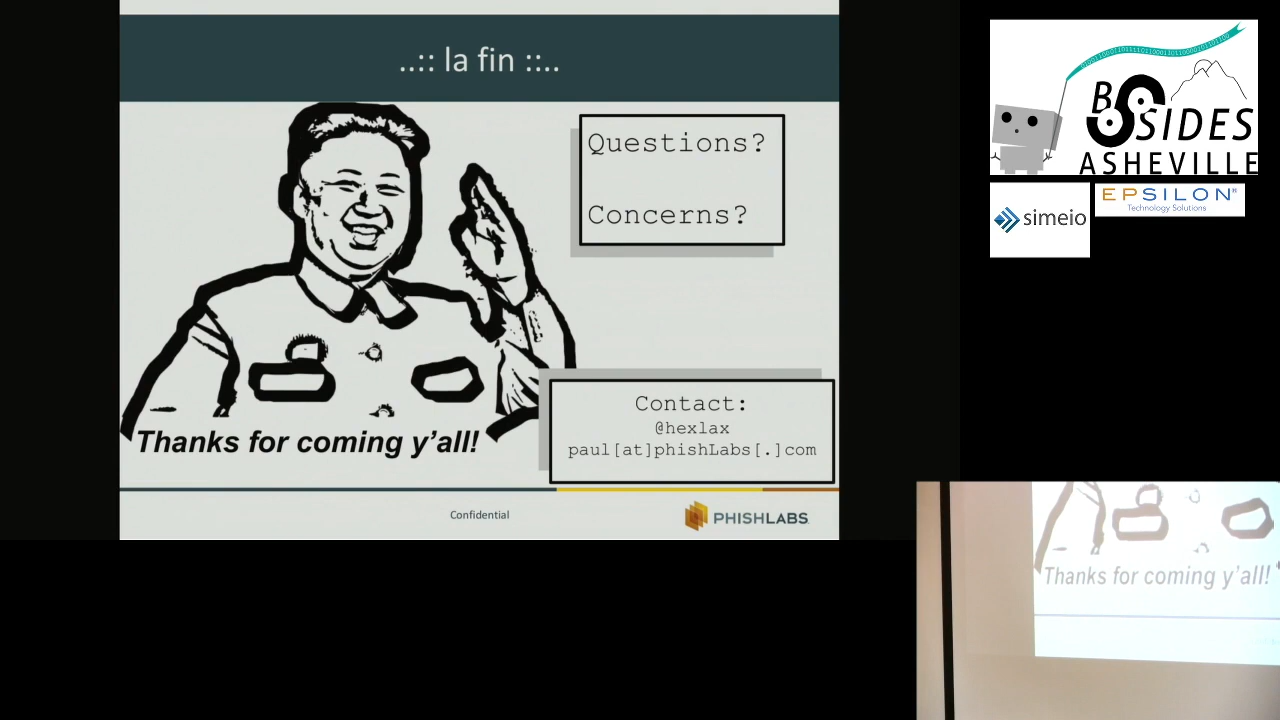 ..:: la fin ::..
Questions?
Concerns?
Thanks for coming y’all!
Contact:
@hexlax
paul[at]phishLabs[.]com
Confidential
PHISHLABS
BSIDES
ASHEVILLE
simeio
EPSILON®
Technology Solutions
Thanks for coming y’all!